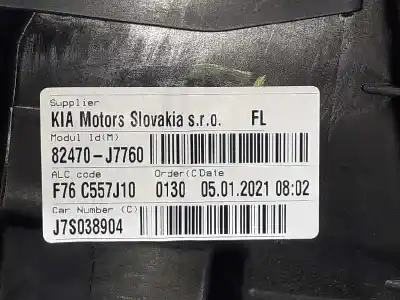 Supplier
KIA Motors Slovakia s.r.o. FL
Modul Id(M)
82470-J7760
ALC code Order(C Date
F76 C557J10 0130 05.01.2021 08:02
Car Number (C)
J7S038904